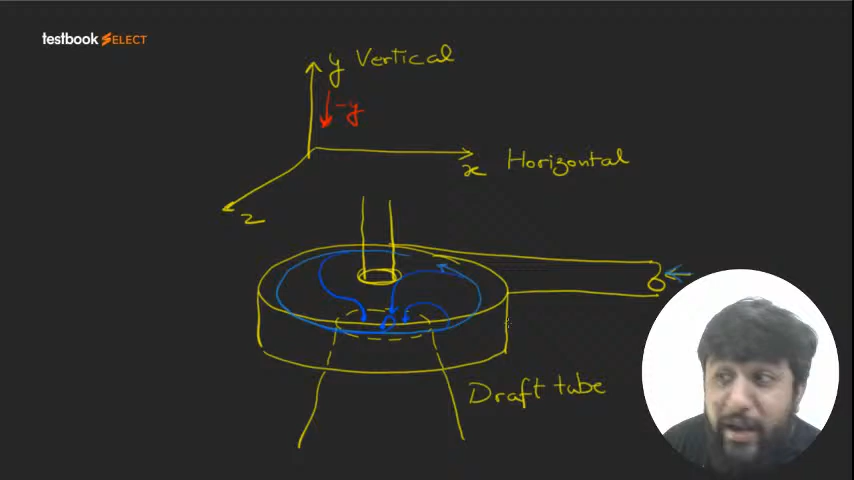 testbook SELECT
y Vertical
-y
x Horizontal
z
Draft tube